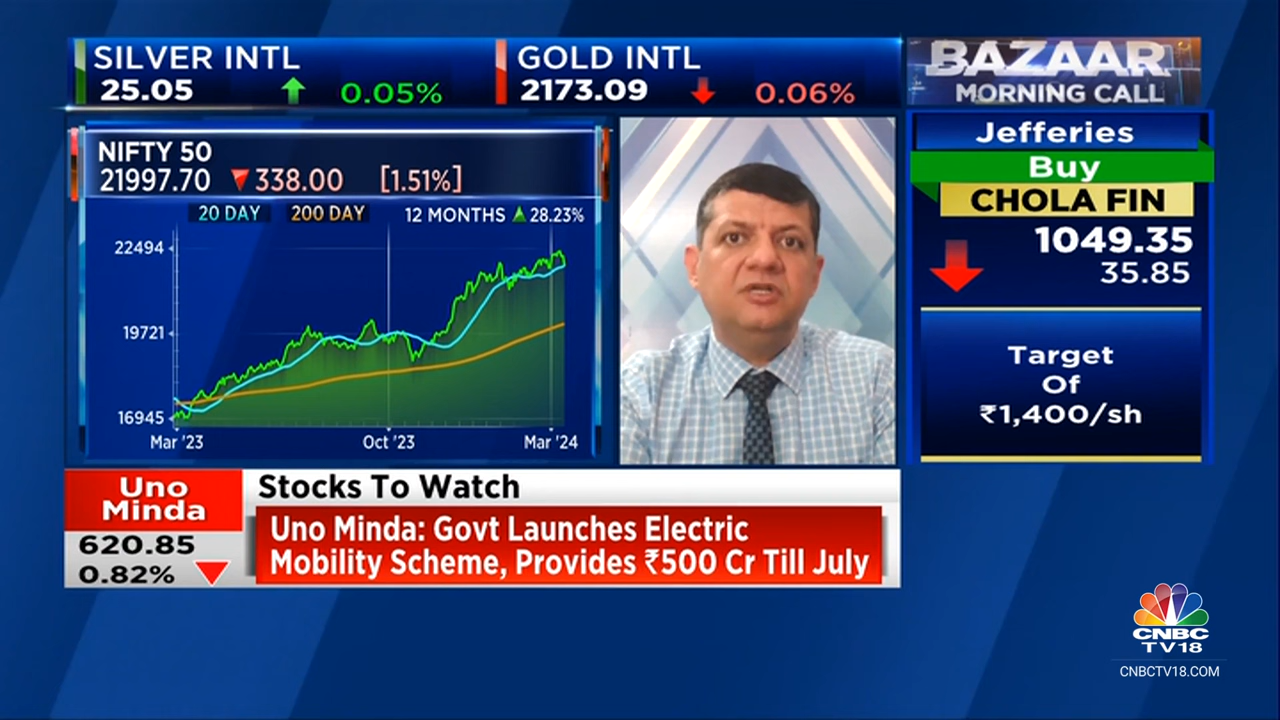 SILVER INTL
25.05 0.05%
GOLD INTL
2173.09 0.06%
BAZAAR
MORNING CALL
NIFTY 50
21997.70 338.00 [1.51%]
20 DAY 200 DAY 12 MONTHS 28.23%
22494
19721
16945
Mar '23 Oct '23 Mar '24
Jefferies
Buy
CHOLA FIN
1049.35
35.85
Target
Of
₹1,400/sh
Uno
Minda
620.85
0.82%
Stocks To Watch
Uno Minda: Govt Launches Electric
Mobility Scheme, Provides ₹500 Cr Till July
CNBC
TV18
CNBCTV18.COM